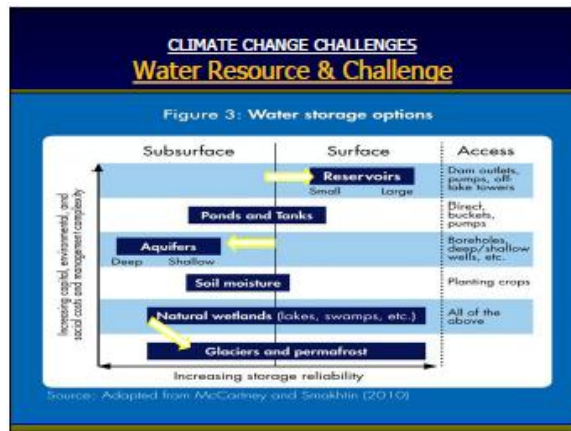 CLIMATE CHANGE CHALLENGES
Water Resource & Challenge
Figure 3: Water storage options
Subsurface Surface Access
Reservoirs
Small Large
Dam outlets,
pumps, off-
lake towers
Ponds and Tanks
Direct,
buckets,
pumps
Aquifers
Deep Shallow
Boreholes,
deep/shallow
wells, etc.
Soil moisture
Planting crops
Natural wetlands (lakes, swamps, etc.)
All of the
above
Glaciers and permafrost
Increasing capital, environmental, and
social costs and management complexity
Increasing storage reliability
Source: Adapted from McCartney and Smakhtin (2010)